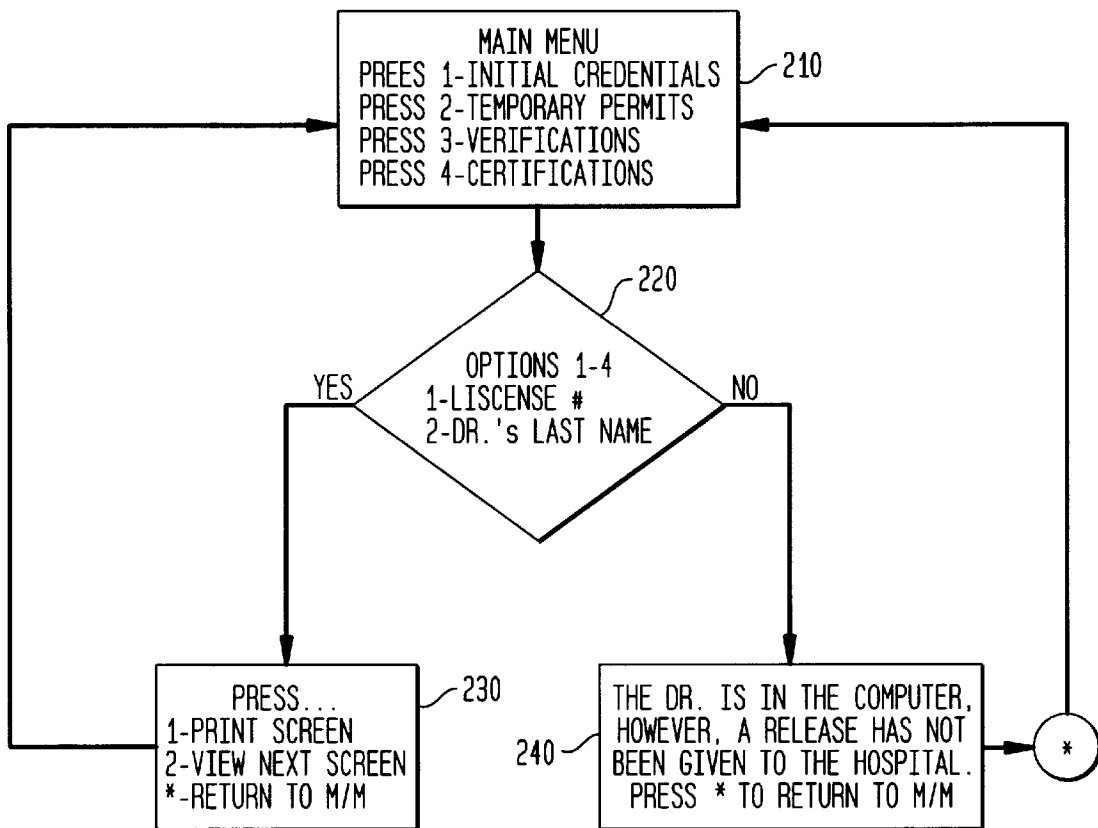 MAIN MENU
PREES 1-INITIAL CREDENTIALS
PRESS 2-TEMPORARY PERMITS
PRESS 3-VERIFICATIONS
PRESS 4-CERTIFICATIONS
210
220
OPTIONS 1-4
1-LISCENSE #
2-DR.'s LAST NAME
YES
NO
PRESS...
1-PRINT SCREEN
2-VIEW NEXT SCREEN
*-RETURN TO M/M
230
THE DR. IS IN THE COMPUTER,
HOWEVER, A RELEASE HAS NOT
BEEN GIVEN TO THE HOSPITAL.
PRESS * TO RETURN TO M/M
240
*